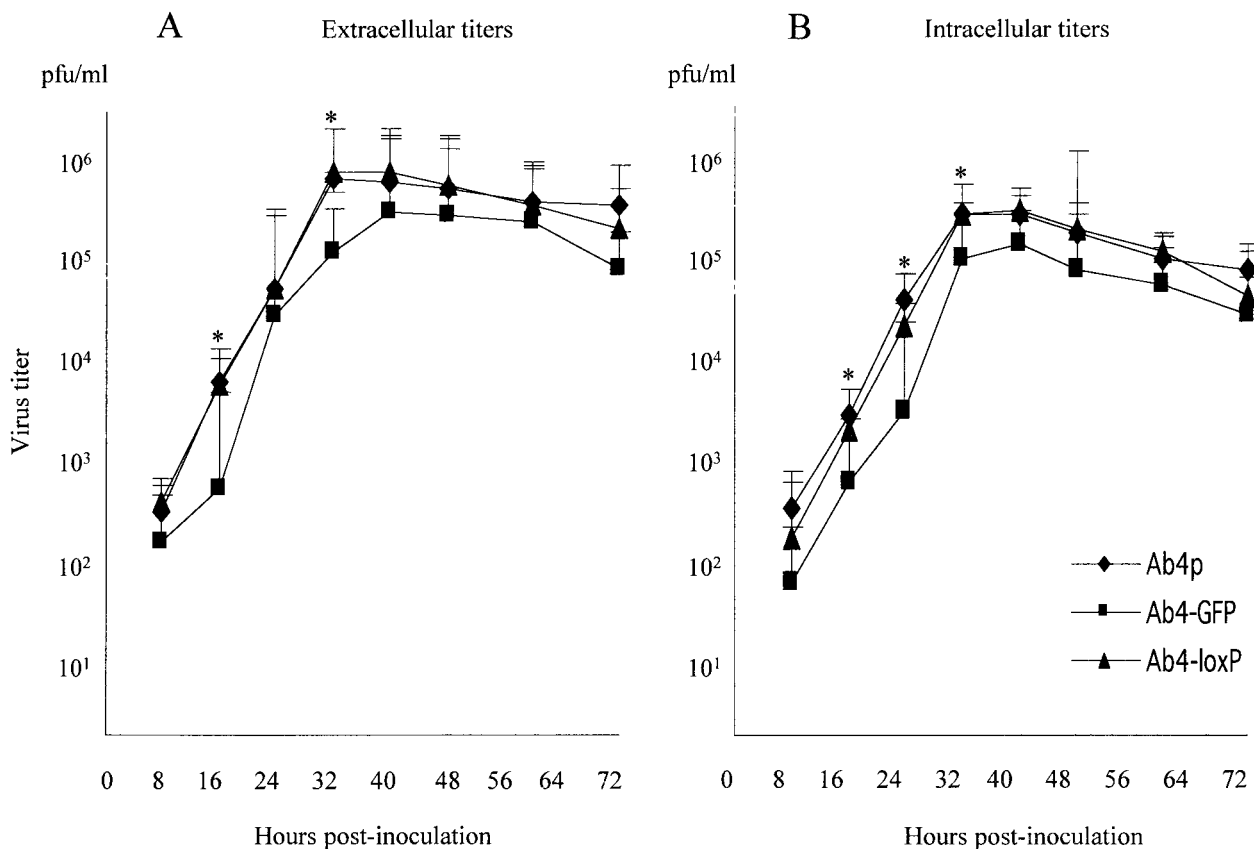 A Extracellular titers
pfu/ml
*
10⁶
10⁵
*
10⁴
10³
10²
10¹
Virus titer
0 8 16 24 32 40 48 56 64 72
Hours post-inoculation
B Intracellular titers
pfu/ml
10⁶
*
10⁵
*
10⁴
*
10³
10²
10¹
Ab4p
Ab4-GFP
Ab4-loxP
0 8 16 24 32 40 48 56 64 72
Hours post-inoculation